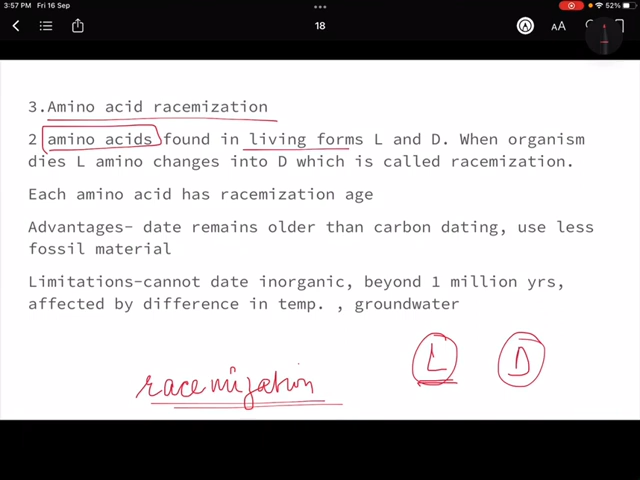 3:57 PM Fri 16 Sep
52%
18
AA
3.Amino acid racemization
2 amino acids found in living forms L and D. When organism
dies L amino changes into D which is called racemization.
Each amino acid has racemization age
Advantages- date remains older than carbon dating, use less
fossil material
Limitations-cannot date inorganic, beyond 1 million yrs,
affected by difference in temp. , groundwater
L D
racemization